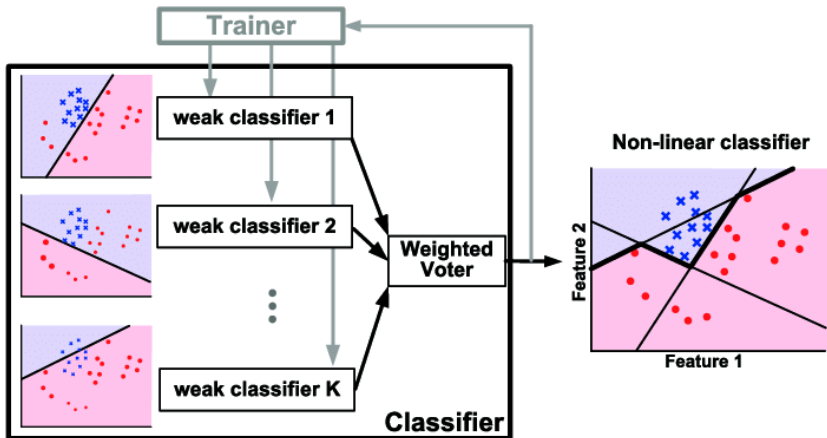 Trainer
weak classifier 1
weak classifier 2
weak classifier K
Weighted
Voter
Classifier
Non-linear classifier
Feature 2
Feature 1